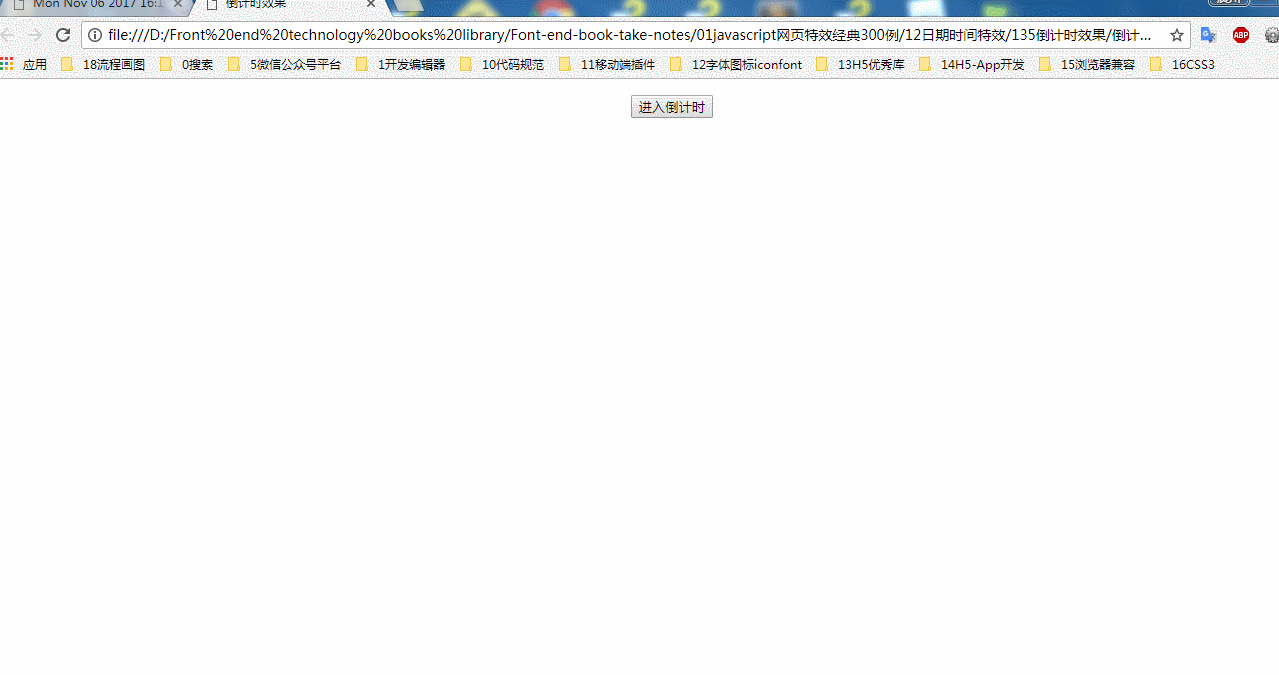 Mon Nov 06 2017 16:1
倒计时效果
file:///D:/Front%20end%20technology%20books%20library/Font-end-book-take-notes/01javascript网页特效经典300例/12日期时间特效/135倒计时效果/倒计...
ABP
应用 18流程画图 0搜索 5微信公众号平台 1开发编辑器 10代码规范 11移动端插件 12字体图标iconfont 13H5优秀库 14H5-App开发 15浏览器兼容 16CSS3
进入倒计时